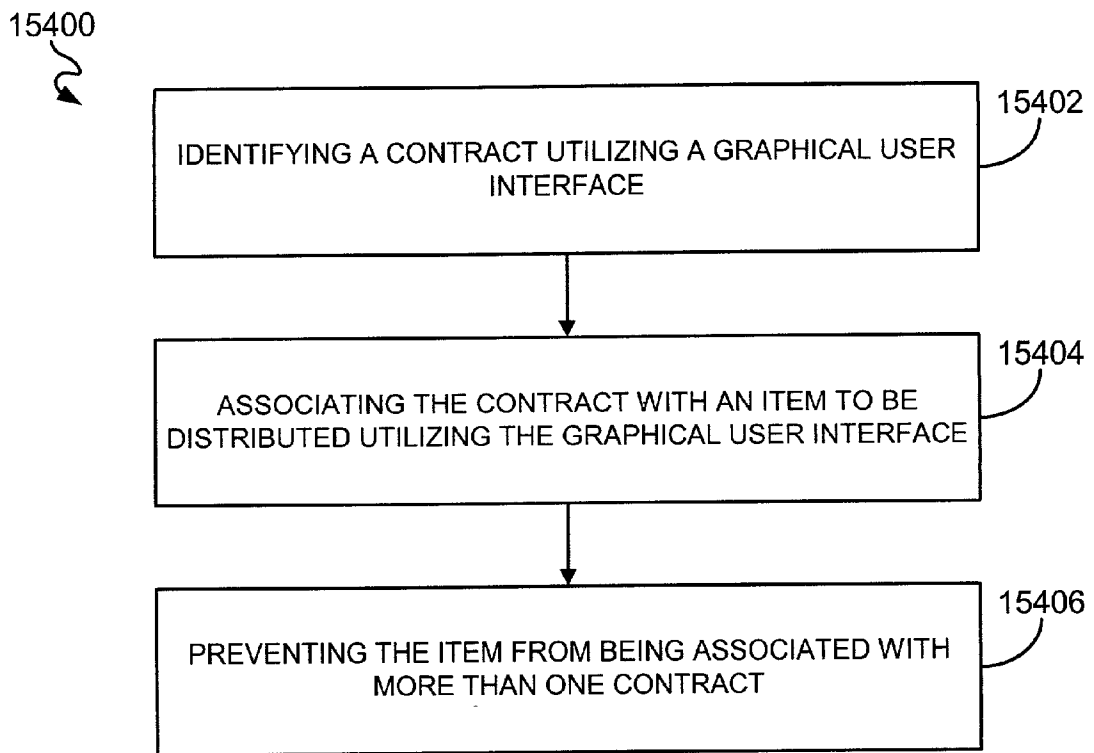 15400
15402
IDENTIFYING A CONTRACT UTILIZING A GRAPHICAL USER
INTERFACE
15404
ASSOCIATING THE CONTRACT WITH AN ITEM TO BE
DISTRIBUTED UTILIZING THE GRAPHICAL USER INTERFACE
15406
PREVENTING THE ITEM FROM BEING ASSOCIATED WITH
MORE THAN ONE CONTRACT